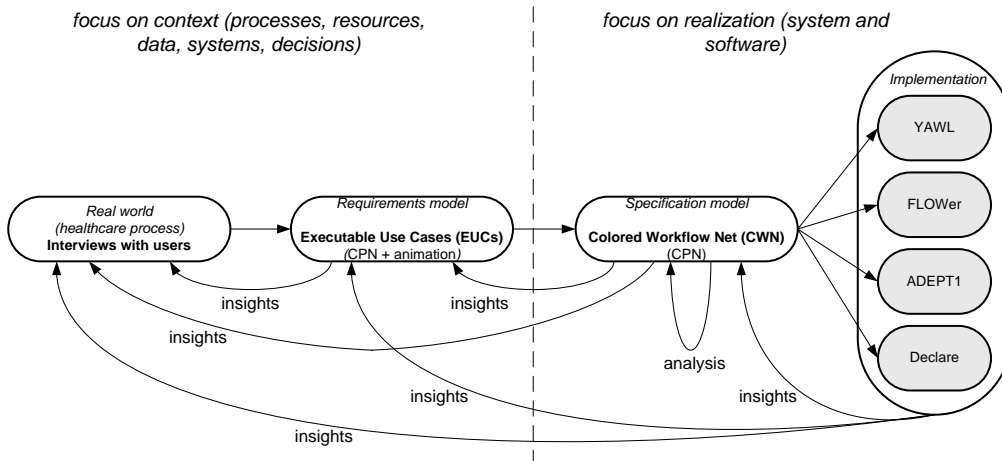 focus on context (processes, resources,
data, systems, decisions)
focus on realization (system and
software)
Implementation
YAWL
FLOWer
ADEPT1
Declare
Real world
(healthcare process)
Interviews with users
Requirements model
Executable Use Cases (EUCs)
(CPN + animation)
Specification model
Colored Workflow Net (CWN)
(CPN)
insights
insights
insights
analysis
insights
insights
insights